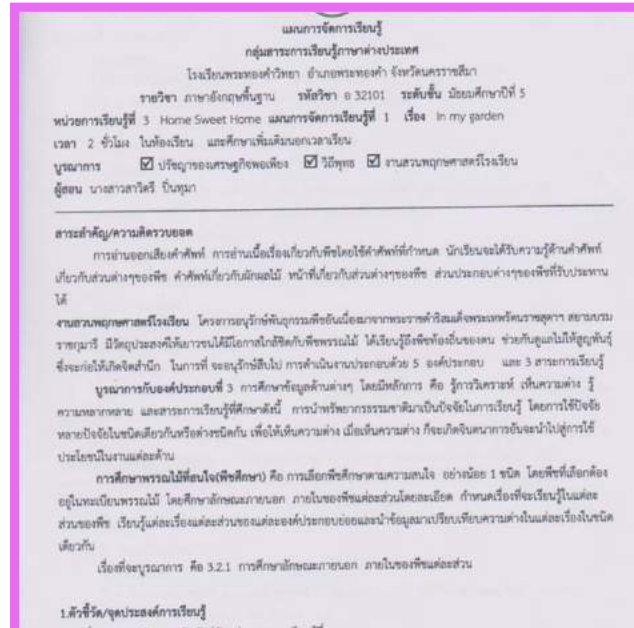 แผนการจัดการเรียนรู้
กลุ่มสาระการเรียนรู้ภาษาต่างประเทศ
โรงเรียนพระทองคำวิทยา อำเภอพระทองคำ จังหวัดนครราชสีมา
รายวิชา ภาษาอังกฤษพื้นฐาน รหัสวิชา อ 32101 ระดับชั้น มัธยมศึกษาปีที่ 5
หน่วยการเรียนรู้ที่ 3 Home Sweet Home แผนการจัดการเรียนรู้ที่ 1 เรื่อง In my garden
เวลา 2 ชั่วโมง ในห้องเรียน และศึกษาเพิ่มเติมนอกเวลาเรียน
บูรณาการ ☑ ปรัชญาของเศรษฐกิจพอเพียง ☑ วิถีพุทธ ☑ งานสวนพฤกษศาสตร์โรงเรียน
ผู้สอน นางสาวสาวิตรี ปิ่นทุมา
สาระสำคัญ/ความคิดรวบยอด
การอ่านออกเสียงคำศัพท์ การอ่านเนื้อเรื่องเกี่ยวกับพืชโดยใช้คำศัพท์ที่กำหนด นักเรียนจะได้รับความรู้ด้านคำศัพท์
เกี่ยวกับส่วนต่างๆของพืช คำศัพท์เกี่ยวกับผักผลไม้ หน้าที่เกี่ยวกับส่วนต่างๆของพืช ส่วนประกอบต่างๆของพืชที่รับประทาน
ได้
งานสวนพฤกษศาสตร์โรงเรียน โครงการอนุรักษ์พันธุกรรมพืชอันเนื่องมาจากพระราชดำริสมเด็จพระเทพรัตนราชสุดาฯ สยามบรม
ราชกุมารี มีวัตถุประสงค์ให้เยาวชนได้มีโอกาสใกล้ชิดกับพืชพรรณไม้ ได้เรียนรู้ถึงพืชท้องถิ่นของตน ช่วยกันดูแลไม่ให้สูญพันธุ์
ซึ่งจะก่อให้เกิดจิตสำนึก ในการที่ จะอนุรักษ์สืบไป การดำเนินงานประกอบด้วย 5 องค์ประกอบ และ 3 สาระการเรียนรู้
บูรณาการกับองค์ประกอบที่ 3 การศึกษาข้อมูลด้านต่างๆ โดยมีหลักการ คือ รู้การวิเคราะห์ เห็นความต่าง รู้
ความหลากหลาย และสาระการเรียนรู้ที่ศึกษาดังนี้ การนำทรัพยากรธรรมชาติมาเป็นปัจจัยในการเรียนรู้ โดยการใช้ปัจจัย
หลายปัจจัยในชนิดเดียวกันหรือต่างชนิดกัน เพื่อให้เห็นความต่าง เมื่อเห็นความต่าง ก็จะเกิดจินตนาการอันจะนำไปสู่การใช้
ประโยชน์ในงานแต่ละด้าน
การศึกษาพรรณไม้ที่สนใจ(พืชศึกษา) คือ การเลือกพืชศึกษาตามความสนใจ อย่างน้อย 1 ชนิด โดยพืชที่เลือกต้อง
อยู่ในทะเบียนพรรณไม้ โดยศึกษาลักษณะภายนอก ภายในของพืชแต่ละส่วนโดยละเอียด กำหนดเรื่องที่จะเรียนรู้ในแต่ละ
ส่วนของพืช เรียนรู้แต่ละเรื่องแต่ละส่วนของแต่ละองค์ประกอบย่อยและนำข้อมูลมาเปรียบเทียบความต่างในแต่ละเรื่องในชนิด
เดียวกัน
เรื่องที่จะบูรณาการ คือ 3.2.1 การศึกษาลักษณะภายนอก ภายในของพืชแต่ละส่วน
1.ตัวชี้วัด/จุดประสงค์การเรียนรู้